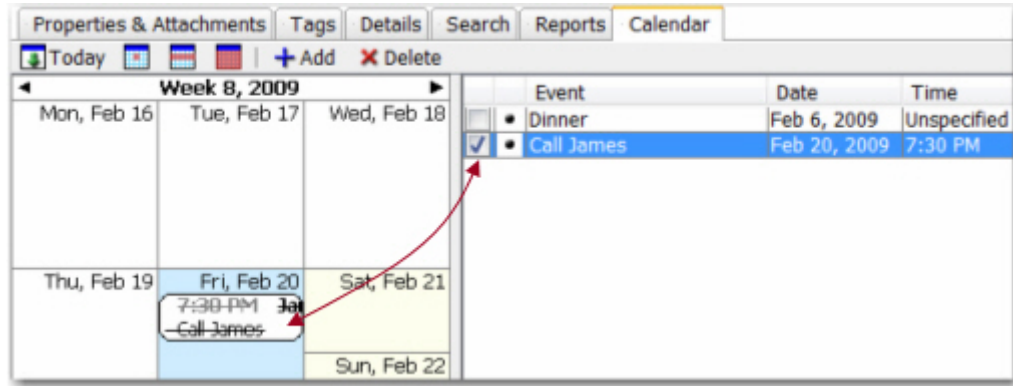 Properties & Attachments Tags Details Search Reports Calendar
Today Add Delete
Week 8, 2009
Mon, Feb 16 Tue, Feb 17 Wed, Feb 18
Thu, Feb 19 Fri, Feb 20 Sat, Feb 21
7:30 PM
Call James
Sun, Feb 22
Event Date Time
Dinner Feb 6, 2009 Unspecified
Call James Feb 20, 2009 7:30 PM